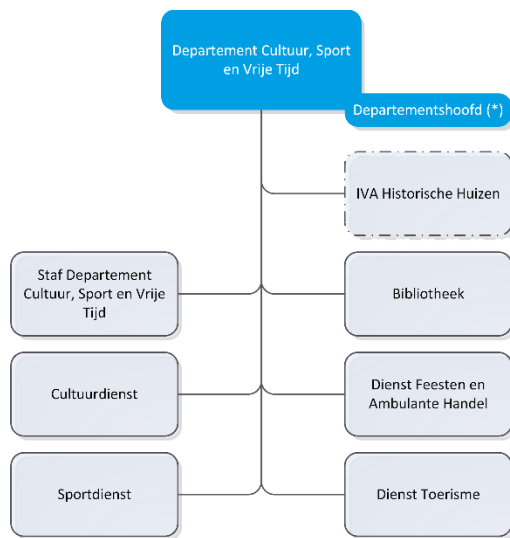 Departement Cultuur, Sport
en Vrije Tijd
Departementshoofd (*)
IVA Historische Huizen
Staf Departement
Cultuur, Sport en Vrije
Tijd
Bibliotheek
Cultuurdienst
Dienst Feesten en
Ambulante Handel
Sportdienst
Dienst Toerisme